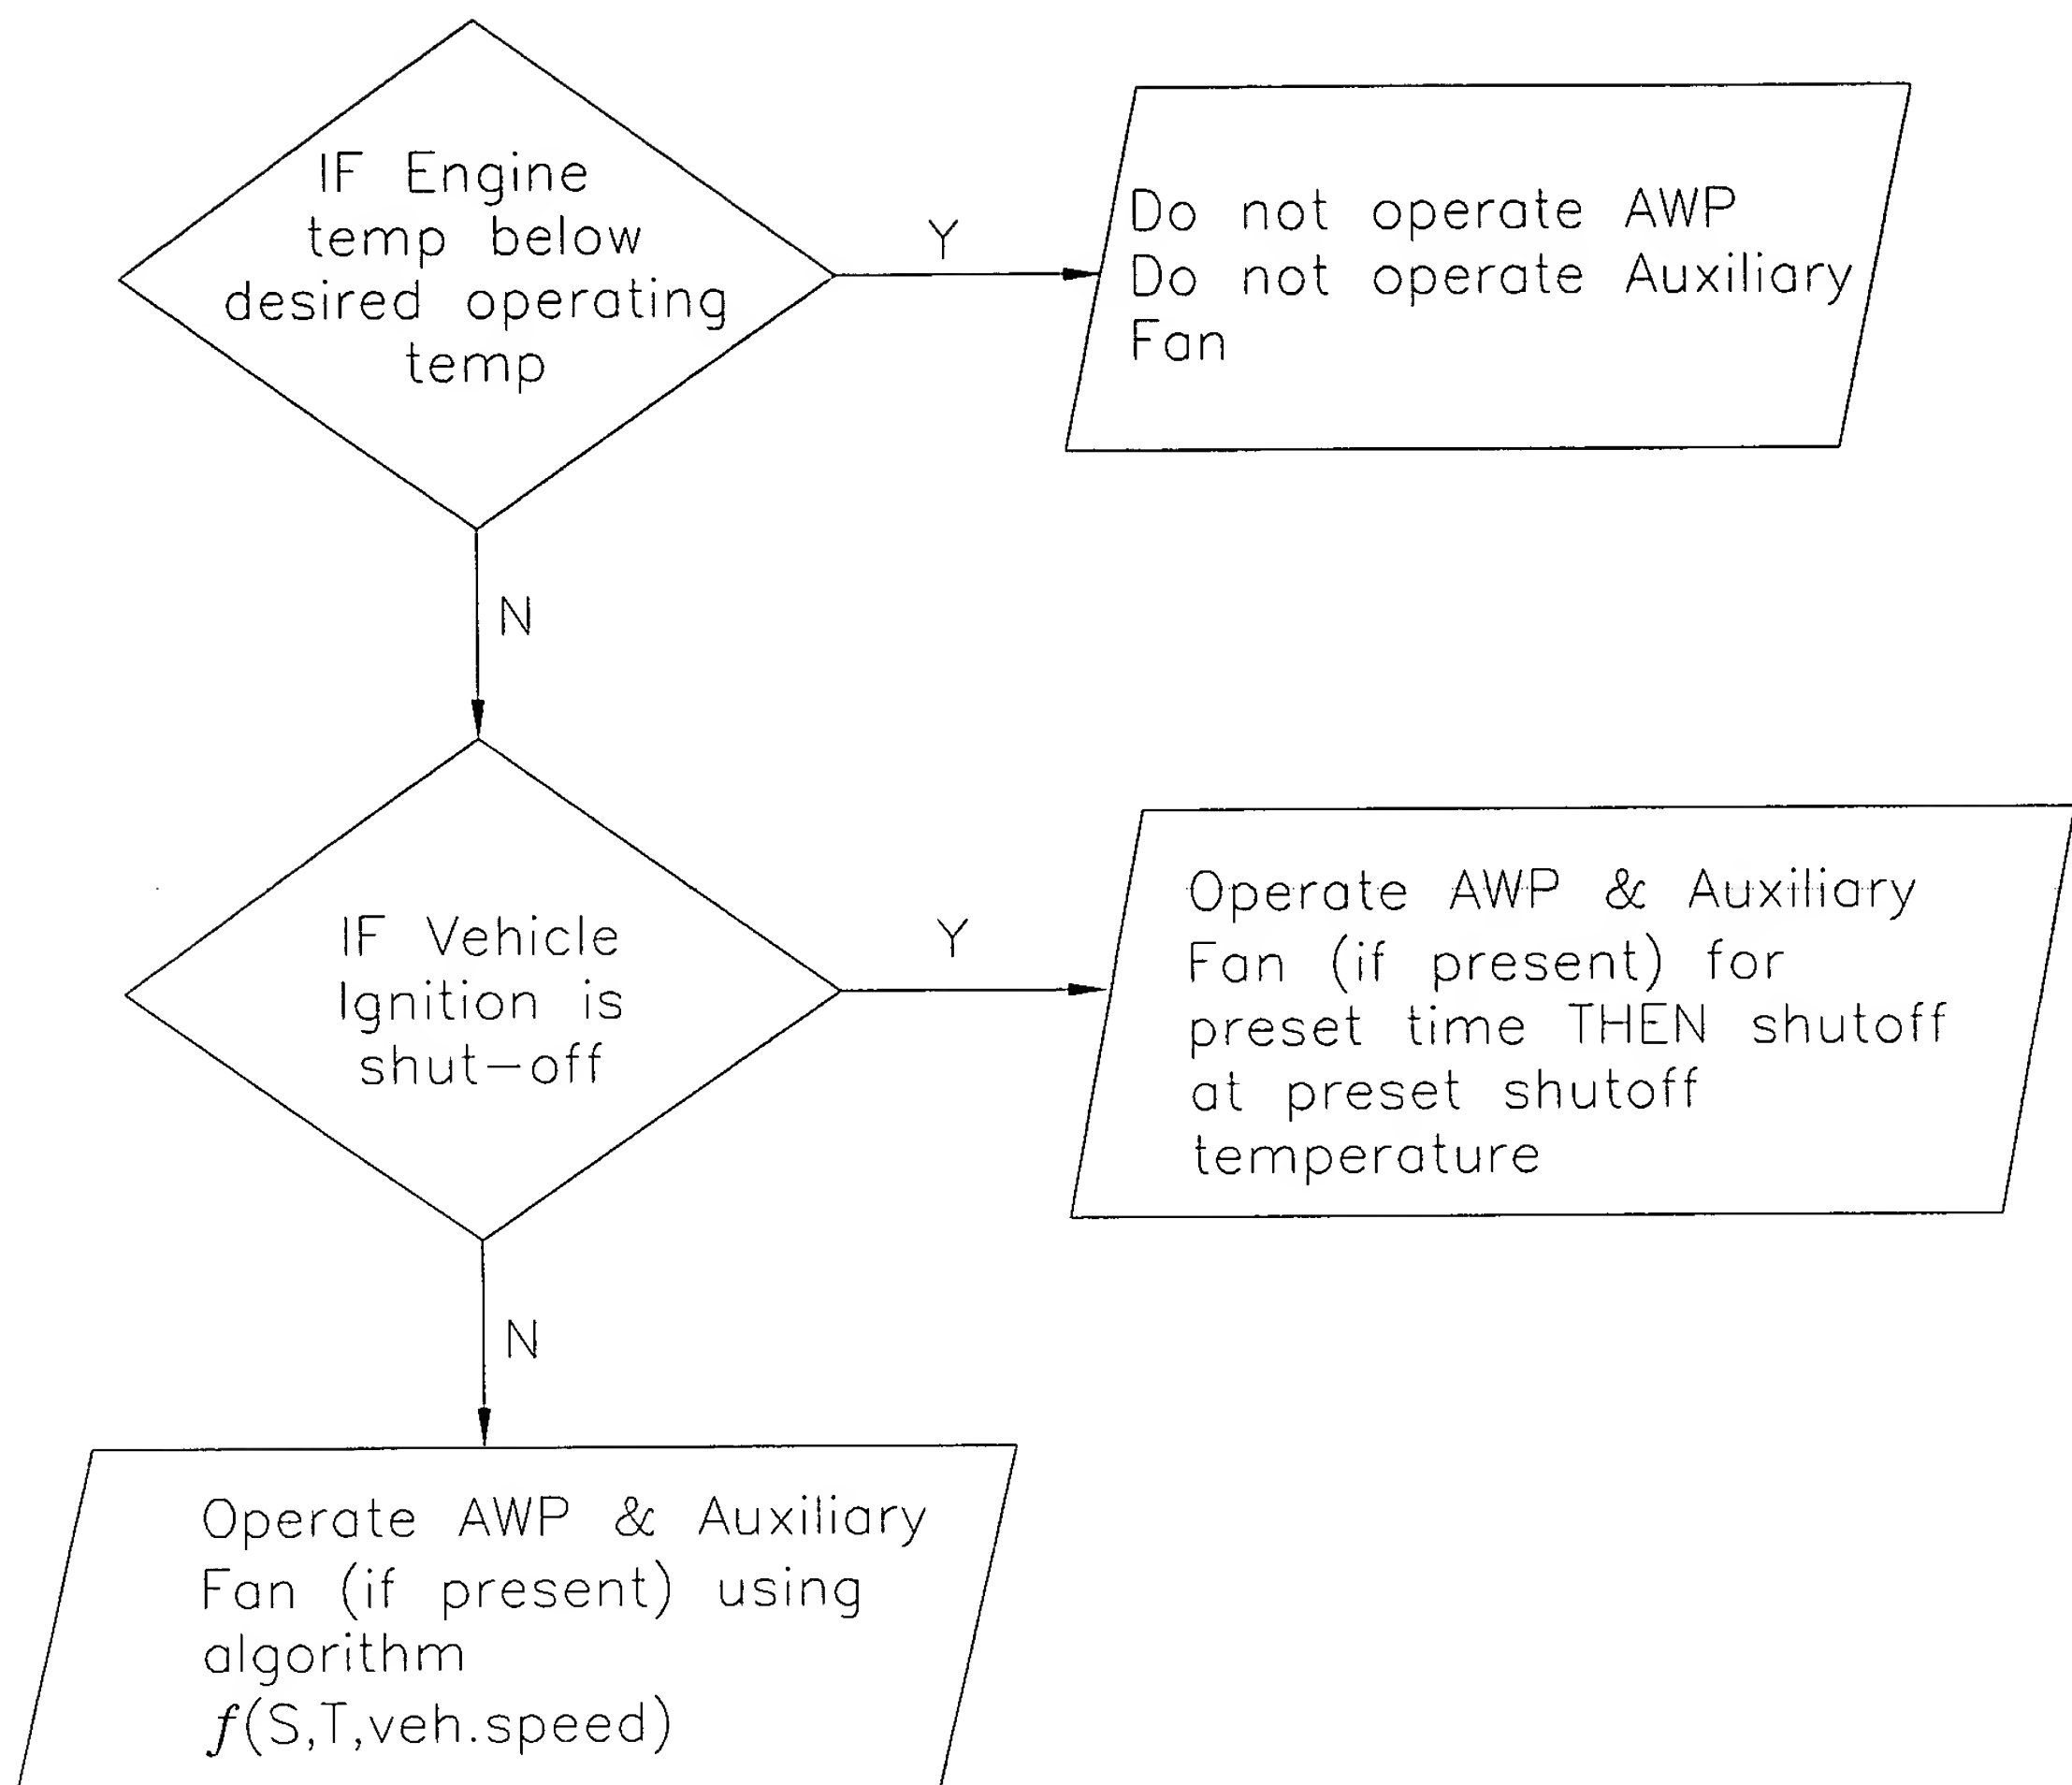 IF Engine
temp below
desired operating
temp
Y
Do not operate AWP
Do not operate Auxiliary
Fan
N
IF Vehicle
Ignition is
shut-off
Y
Operate AWP & Auxiliary
Fan (if present) for
preset time THEN shutoff
at preset shutoff
temperature
N
Operate AWP & Auxiliary
Fan (if present) using
algorithm
f(S,T,veh.speed)